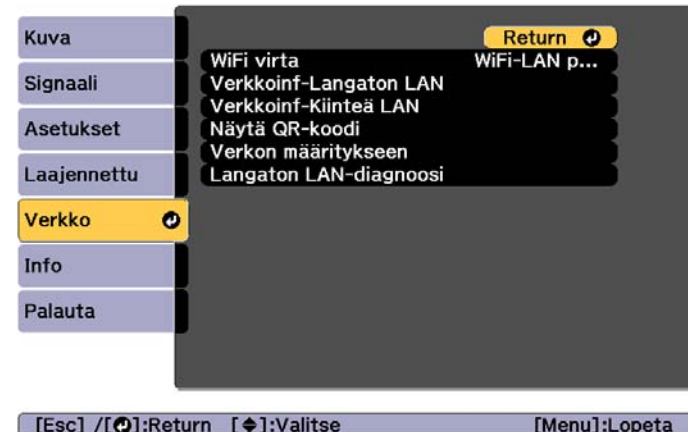 Kuva
Signaali
Asetukset
Laajennettu
Verkko
Info
Palauta
Return
WiFi virta WiFi-LAN p...
Verkkoinf-Langaton LAN
Verkkoinf-Kiinteä LAN
Näytä QR-koodi
Verkon määritykseen
Langaton LAN-diagnoosi
[Esc] /[⏎]:Return [◆]:Valitse [Menu]:Lopeta